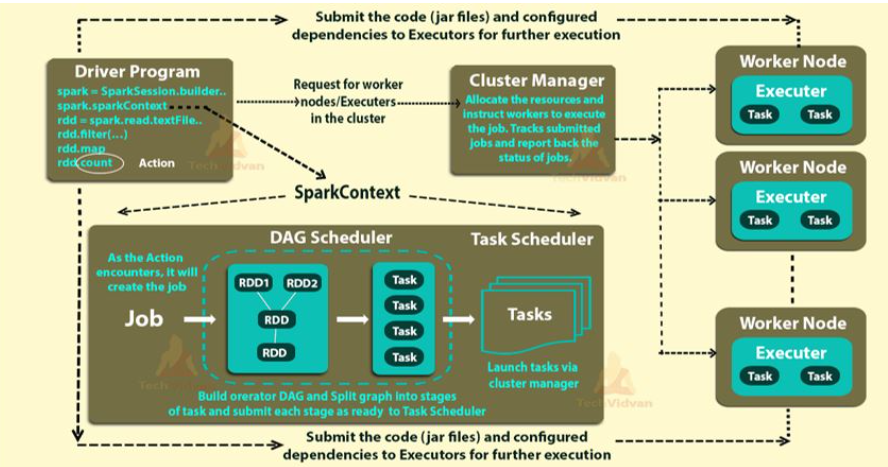 Submit the code (jar files) and configured
dependencies to Executors for further execution
Driver Program
spark = SparkSession.builder..
spark.sparkContext
rdd = spark.read.textFile..
rdd.filter(...)
rdd.map
rdd.count
Action
TechVidvan
Request for worker
nodes/Executers
in the cluster
Cluster Manager
Allocate the resources and
instruct workers to execute
the job. Tracks submitted
jobs and report back the
status of jobs.
TechVidvan
Worker Node
Executer
Task
Task
Worker Node
Executer
Task
Task
Worker Node
Executer
Task
Task
SparkContext
DAG Scheduler
Task Scheduler
As the Action
encounters, it will
create the job
Job
RDD1
RDD2
RDD
RDD
Task
Task
Task
Task
Tasks
Launch tasks via
cluster manager
TechVidvan
TechVidvan
Build orerator DAG and Split graph into stages
of task and submit each stage as ready to Task Scheduler
Submit the code (jar files) and configured
dependencies to Executors for further execution